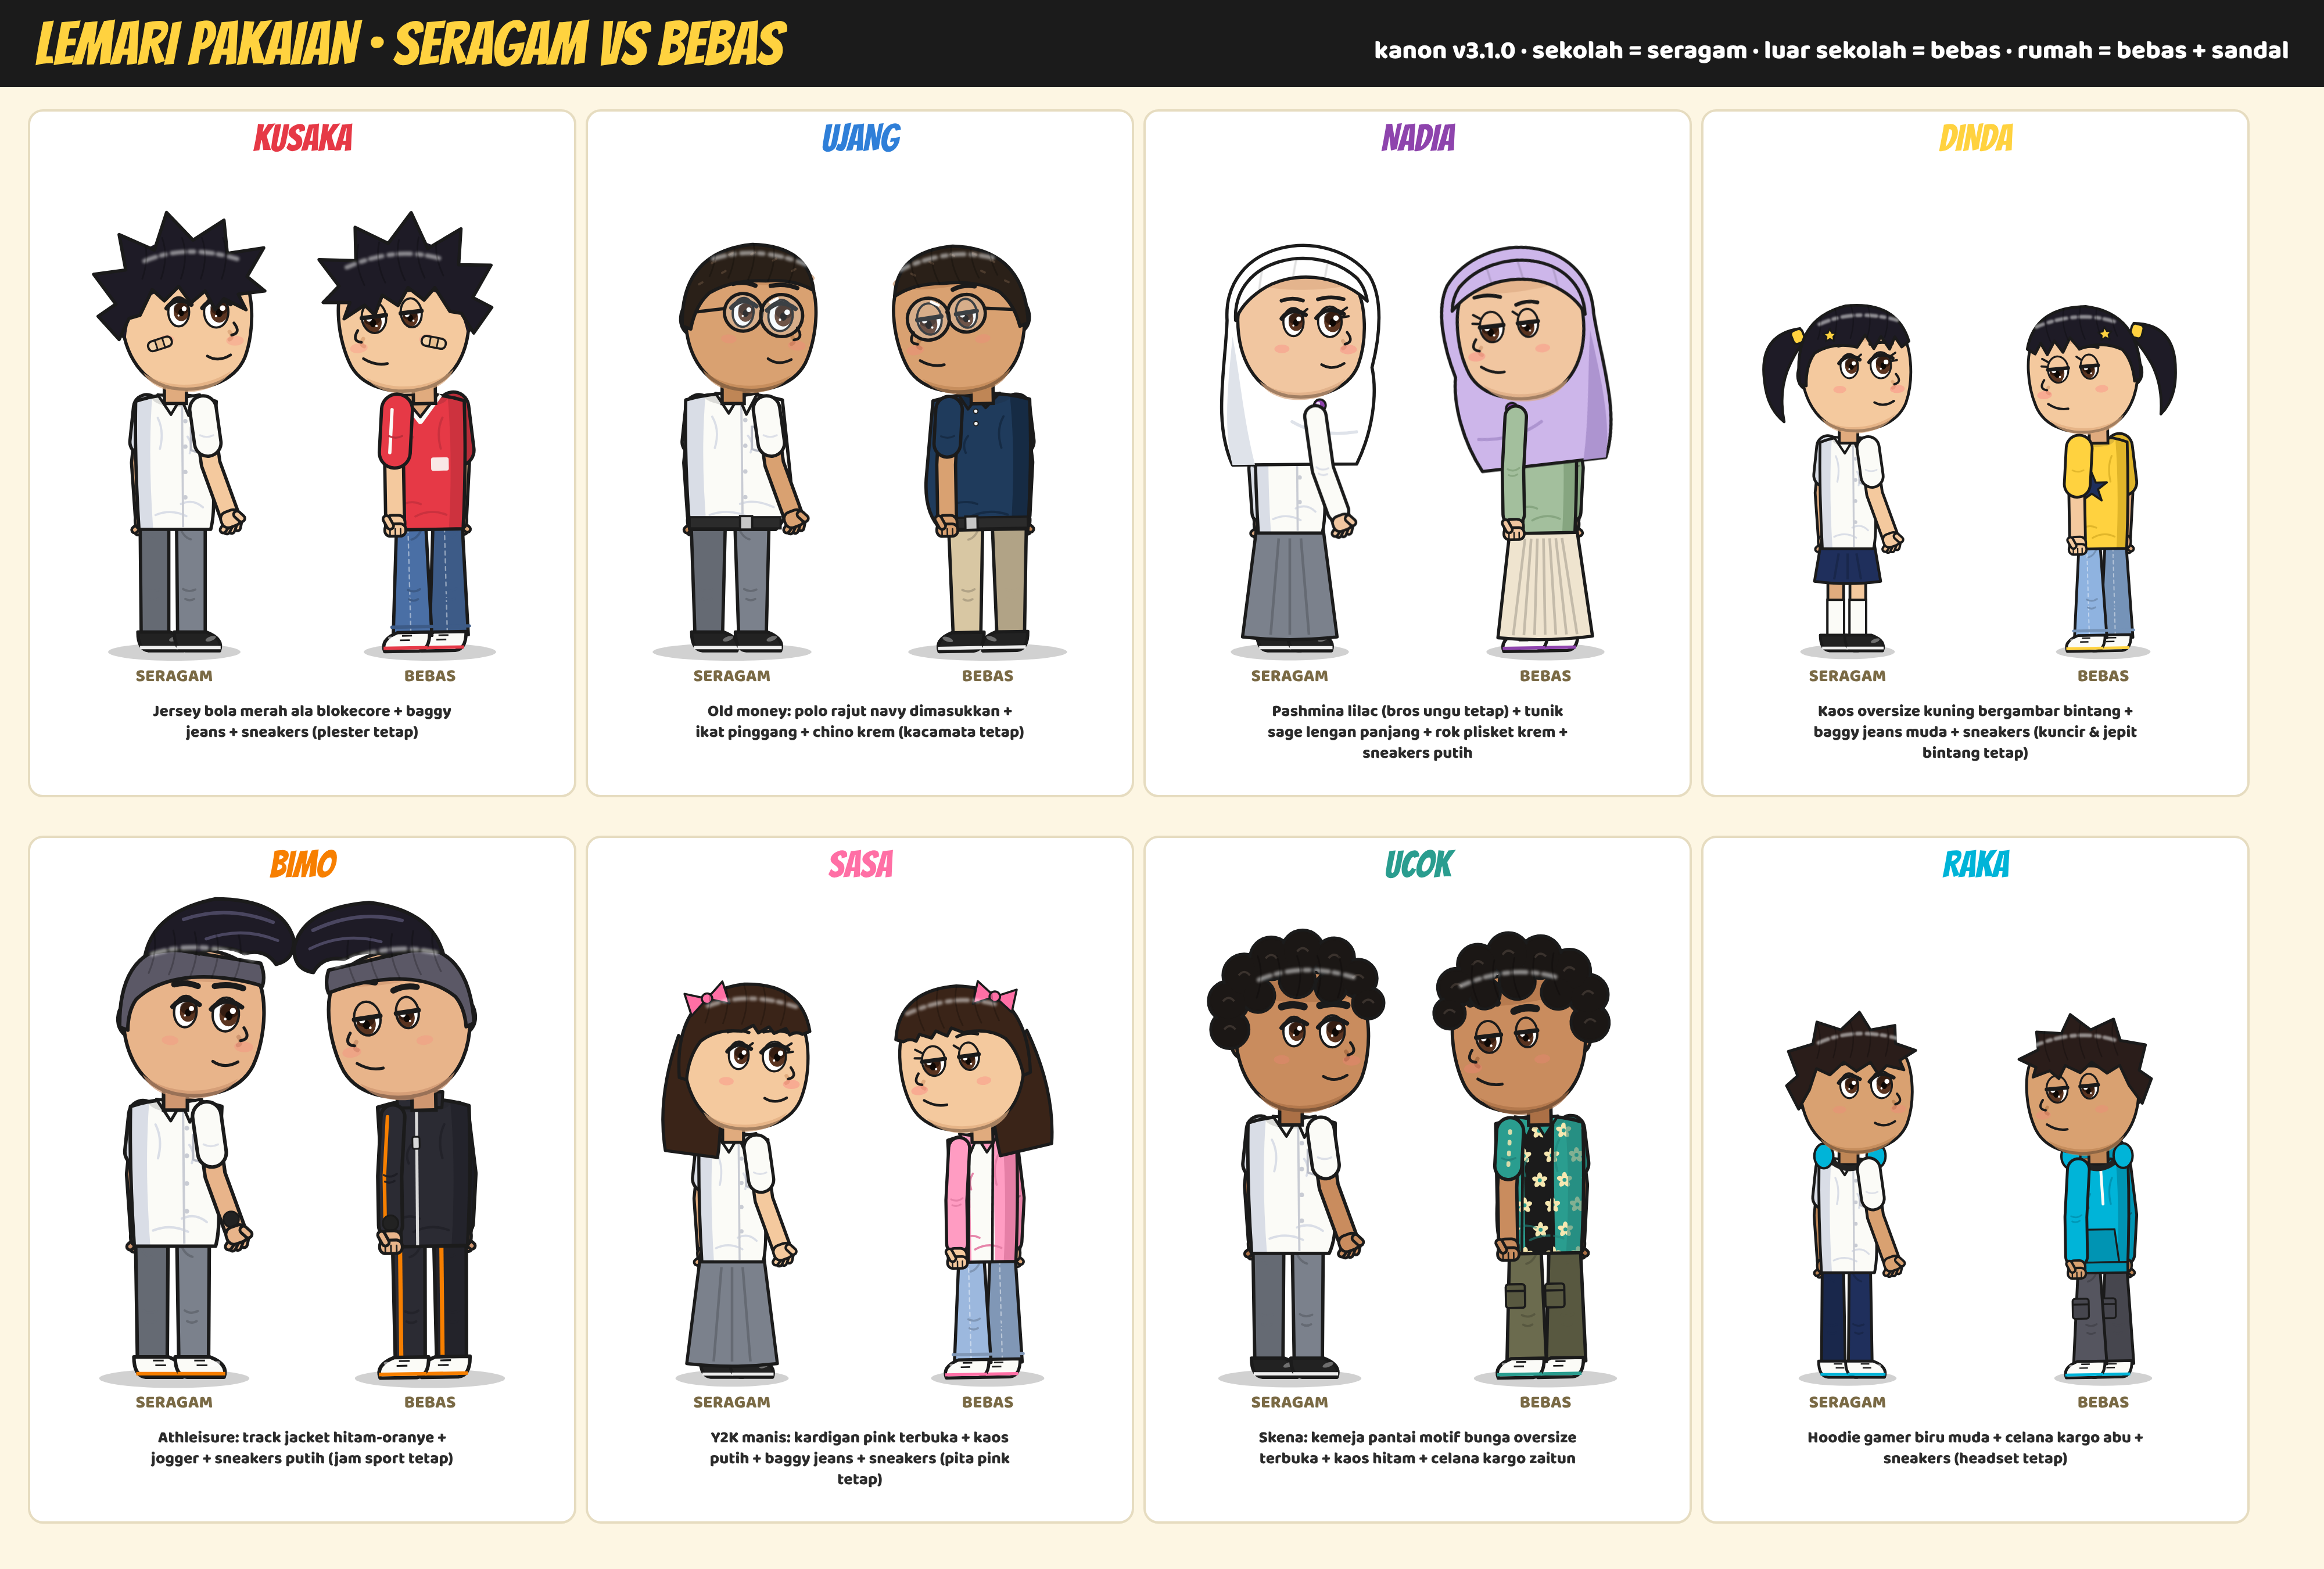 LEMARI PAKAIAN • SERAGAM VS BEBAS
kanon v3.1.0 · sekolah = seragam · luar sekolah = bebas · rumah = bebas + sandal
KUSAKA
SERAGAM
BEBAS
Jersey bola merah ala blokecore + baggy
jeans + sneakers (plester tetap)
UJANG
SERAGAM
BEBAS
Old money: polo rajut navy dimasukkan +
ikat pinggang + chino krem (kacamata tetap)
NADIA
SERAGAM
BEBAS
Pashmina lilac (bros ungu tetap) + tunik
sage lengan panjang + rok plisket krem +
sneakers putih
DINDA
SERAGAM
BEBAS
Kaos oversize kuning bergambar bintang +
baggy jeans muda + sneakers (kuncir & jepit
bintang tetap)
BIMO
SERAGAM
BEBAS
Athleisure: track jacket hitam-oranye +
jogger + sneakers putih (jam sport tetap)
SASA
SERAGAM
BEBAS
Y2K manis: kardigan pink terbuka + kaos
putih + baggy jeans + sneakers (pita pink
tetap)
UCOK
SERAGAM
BEBAS
Skena: kemeja pantai motif bunga oversize
terbuka + kaos hitam + celana kargo zaitun
RAKA
SERAGAM
BEBAS
Hoodie gamer biru muda + celana kargo abu +
sneakers (headset tetap)